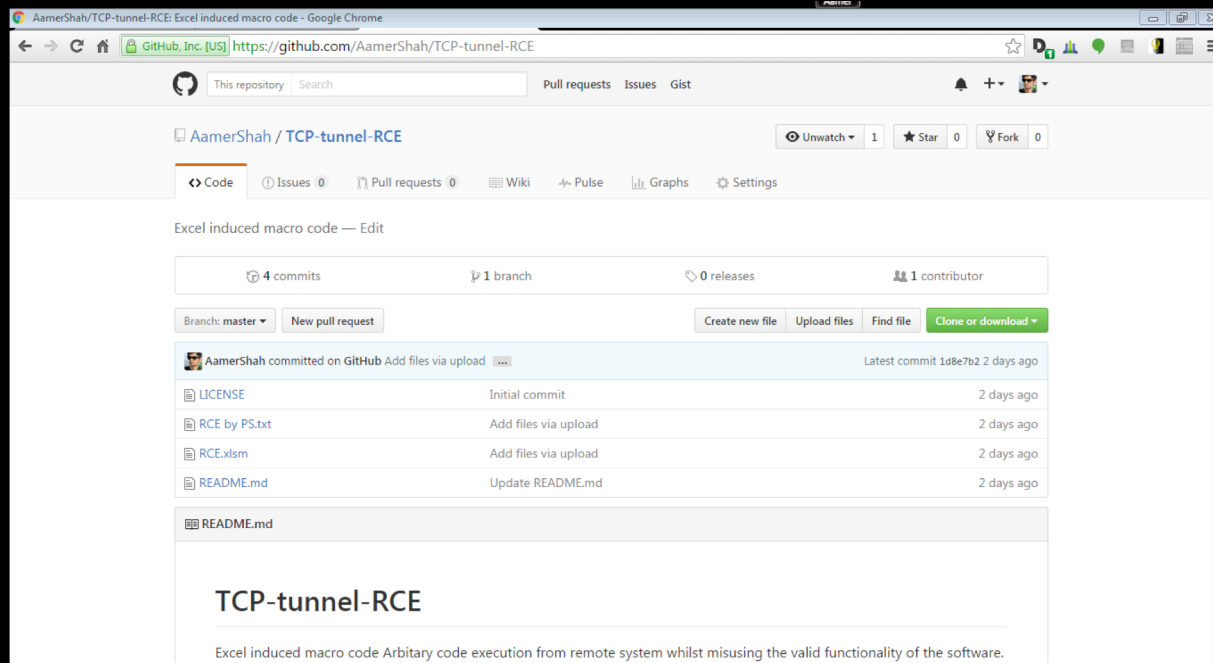 Aamer
AamerShah/TCP-tunnel-RCE: Excel induced macro code - Google Chrome
GitHub, Inc. [US] https://github.com/AamerShah/TCP-tunnel-RCE
D 1
This repository Search Pull requests Issues Gist
AamerShah / TCP-tunnel-RCE Unwatch 1 Star 0 Fork 0
Code Issues 0 Pull requests 0 Wiki Pulse Graphs Settings
Excel induced macro code — Edit
4 commits 1 branch 0 releases 1 contributor
Branch: master New pull request Create new file Upload files Find file Clone or download
AamerShah committed on GitHub Add files via upload ... Latest commit 1d8e7b2 2 days ago
LICENSE Initial commit 2 days ago
RCE by PS.txt Add files via upload 2 days ago
RCE.xlsm Add files via upload 2 days ago
README.md Update README.md 2 days ago
README.md
TCP-tunnel-RCE
Excel induced macro code Arbitary code execution from remote system whilst misusing the valid functionality of the software.